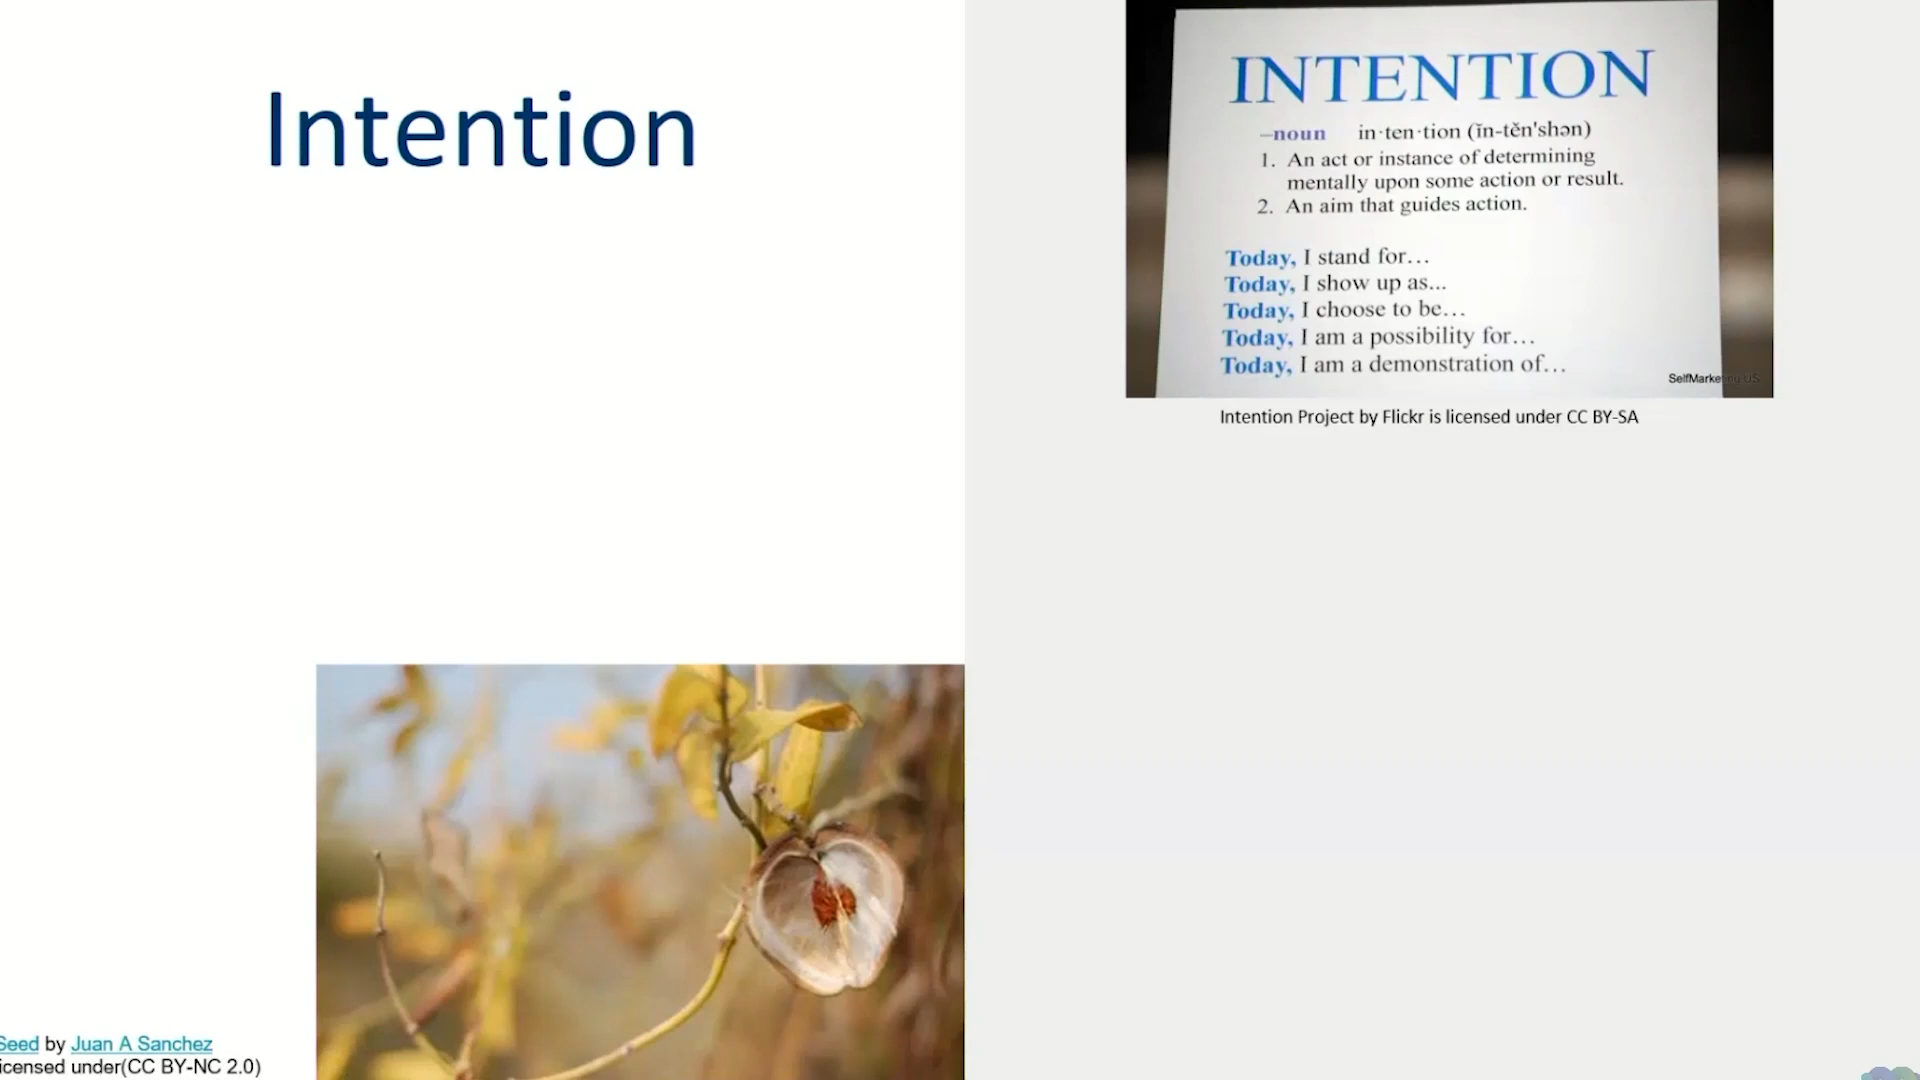 Intention
INTENTION
–noun in·ten·tion (ĭn-tĕn'shən)
1. An act or instance of determining
mentally upon some action or result.
2. An aim that guides action.
Today, I stand for…
Today, I show up as...
Today, I choose to be…
Today, I am a possibility for…
Today, I am a demonstration of…
SelfMarketing.US
Intention Project by Flickr is licensed under CC BY-SA
Seed by Juan A Sanchez
icensed under(CC BY-NC 2.0)